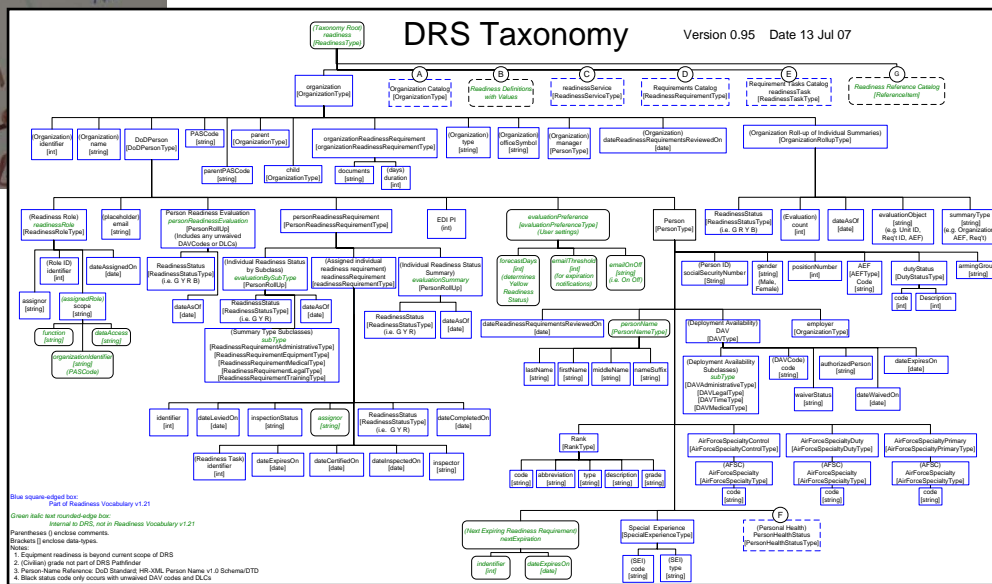 DRS Taxonomy
Version 0.95 Date 13 Jul 07
(Taxonomy Root)
readiness
[ReadinessType]
organization
[OrganizationType]
A
Organization Catalog
[OrganizationType]
B
Readiness Definitions
with Values
C
readinessService
[ReadinessServiceType]
D
Requirements Catalog
[ReadinessRequirementType]
E
Requirement Tasks Catalog
readinessTask
[ReadinessTaskType]
G
Readiness Reference Catalog
[ReferenceItem]
(Organization)
identifier
[int]
(Organization)
name
[string]
DoDPerson
[DoDPersonType]
PASCode
[string]
parentPASCode
[string]
parent
[OrganizationType]
child
[OrganizationType]
organizationReadinessRequirement
[organizationReadinessRequirementType]
documents
[string]
(days)
duration
[int]
(Organization)
type
[string]
(Organization)
officeSymbol
[string]
(Organization)
manager
[PersonType]
(Organization)
dateReadinessRequirementsReviewedOn
[date]
(Organization Roll-up of Individual Summaries)
[OrganizationRollupType]
(Readiness Role)
readinessRole
[ReadinessRoleType]
(placeholder)
email
[string]
Person Readiness Evaluation
personReadinessEvaluation
[PersonRollUp]
(Includes any unwaived
DAVCodes or DLCs)
personReadinessRequirement
[personReadinessRequirementType]
EDI PI
(int)
evaluationPreference
[evaluationPreferenceType]
(User settings)
Person
[PersonType]
ReadinessStatus
[ReadinessStatusType]
(i.e. G Y R B)
(Evaluation)
count
[int]
dateAsOf
[date]
evaluationObject
[string]
(e.g. Unit ID,
Req't ID, AEF)
summaryType
[string]
(e.g. Organization
AEF, Req't)
(Role ID)
identifier
[int]
dateAssignedOn
[date]
assignor
[string]
(assignedRole)
scope
[string]
function
[string]
dataAccess
[string]
organizationIdentifier
[string]
(PASCode)
ReadinessStatus
[ReadinessStatusType]
(i.e. G Y R B)
dateAsOf
[date]
(Individual Readiness Status
by Subclass)
evaluationBySubType
[PersonRollUp]
ReadinessStatus
[ReadinessStatusType]
(i.e. G Y R)
dateAsOf
[date]
(Summary Type Subclasses)
subType
[ReadinessRequirementAdministrativeType]
[ReadinessRequirementEquipmentType]
[ReadinessRequirementMedicalType]
[ReadinessRequirementLegalType]
[ReadinessRequirementTrainingType]
(Assigned individual
readiness requirement)
readinessRequirement
[readinessRequirementType]
(Individual Readiness Status
Summary)
evaluationSummary
[PersonRollUp]
ReadinessStatus
[ReadinessStatusType]
(i.e. G Y R)
dateAsOf
[date]
forecastDays
[int]
(determines
Yellow
Readiness
Status)
emailThreshold
[int]
(for expiration
notifications)
emailOnOff
[string]
(i.e. On Off)
(Person ID)
socialSecurityNumber
[String]
gender
[string]
(Male,
Female)
positionNumber
[int]
AEF
[AEFType]
Code
[string]
dutyStatus
[DutyStatusType]
code
[int]
Description
[int]
armingGroup
[string]
dateReadinessRequirementsReviewedOn
[date]
personName
[PersonNameType]
lastName
[string]
firstName
[string]
middleName
[string]
nameSuffix
[string]
(Deployment Availability)
DAV
[DAVType]
employer
[OrganizationType]
(Deployment Availability
Subclasses)
subType
[DAVAdministrativeType]
[DAVLegalType]
[DAVTimeType]
[DAVMedicalType]
(DAVCode)
code
[string]
waiverStatus
[string]
authorizedPerson
[string]
dateWaivedOn
[date]
dateExpiresOn
[date]
identifier
[int]
dateLeviedOn
[date]
inspectionStatus
[string]
assignor
[string]
ReadinessStatus
[ReadinessStatusType]
(i.e. G Y R)
dateCompletedOn
[date]
(Readiness Task)
identifier
[int]
dateExpiresOn
[date]
dateCertifiedOn
[date]
dateInspectedOn
[date]
inspector
[string]
Rank
[RankType]
code
[string]
abbreviation
[string]
type
[string]
description
[string]
grade
[string]
AirForceSpecialtyControl
[AirForceSpecialtyControlType]
(AFSC)
AirForceSpecialty
[AirForceSpecialtyType]
code
[string]
AirForceSpecialtyDuty
[AirForceSpecialtyDutyType]
(AFSC)
AirForceSpecialty
[AirForceSpecialtyType]
code
[string]
AirForceSpecialtyPrimary
[AirForceSpecialtyPrimaryType]
(AFSC)
AirForceSpecialty
[AirForceSpecialtyType]
code
[string]
(Next Expiring Readiness Requirement)
nextExpiration
indentifier
[int]
dateExpiresOn
[date]
Special Experience
[SpecialExperienceType]
(SEI)
code
[string]
(SEI)
type
[string]
F
(Personal Health)
PersonHealthStatus
[PersonHealthStatusType]
Blue square-edged box:
Part of Readiness Vocabulary v1.21
Green italic text rounded-edge box:
Internal to DRS, not in Readiness Vocabulary v1.21
Parentheses () enclose comments.
Brackets [] enclose data-types.
Notes:
1. Equipment readiness is beyond current scope of DRS
2. (Civilian) grade not part of DRS Pathfinder
3. Person-Name Reference: DoD Standard; HR-XML Person Name v1.0 Schema/DTD
4. Black status code only occurs with unwaived DAV codes and DLCs